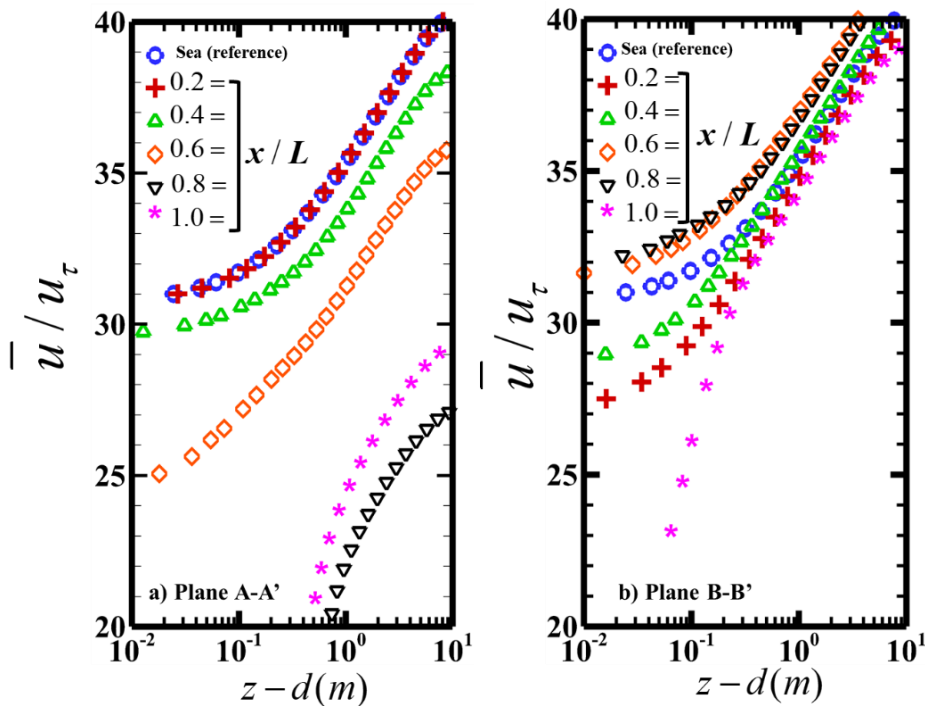 40
35
30
25
20
u̅ / u_τ
Sea (reference)
0.2 =
0.4 =
0.6 =
0.8 =
1.0 =
x / L
a) Plane A-A'
10^-2
10^-1
10^0
10^1
z − d(m)
40
35
30
25
20
u̅ / u_τ
Sea (reference)
0.2 =
0.4 =
0.6 =
0.8 =
1.0 =
x / L
b) Plane B-B'
10^-2
10^-1
10^0
10^1
z − d(m)